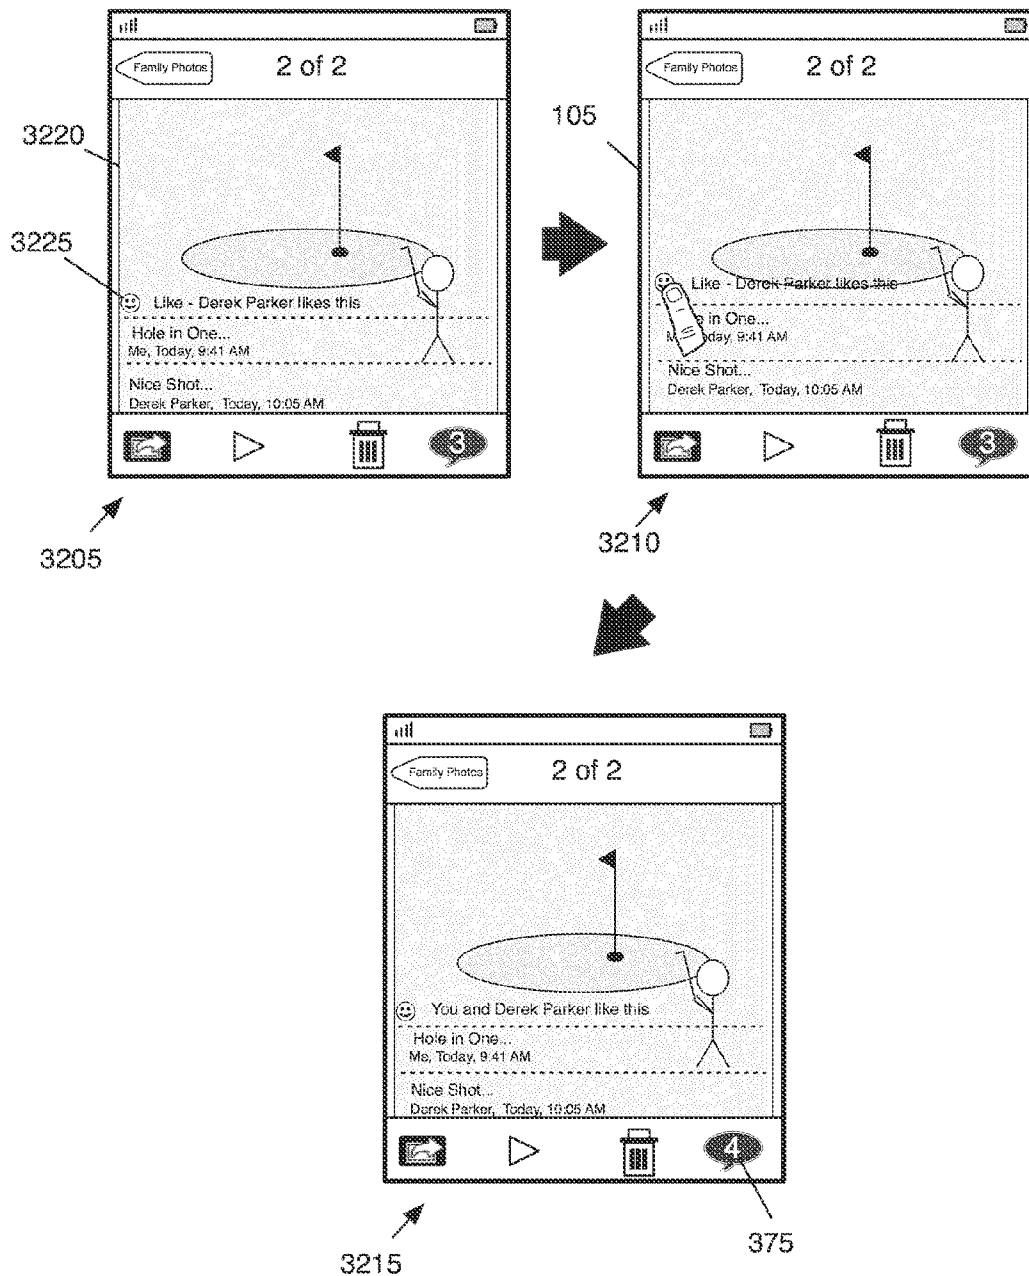 Family Photos
2 of 2
3220
3225
Like - Derek Parker likes this
Hole in One...
Me, Today, 9:41 AM
Nice Shot...
Derek Parker, Today, 10:05 AM
3
3205
Family Photos
2 of 2
105
Like - Derek Parker likes this
e in One...
M day, 9:41 AM
Nice Shot...
Derek Parker, Today, 10:05 AM
3
3210
Family Photos
2 of 2
You and Derek Parker like this
Hole in One...
Me, Today, 9:41 AM
Nice Shot...
Derek Parker, Today, 10:05 AM
4
3215
375